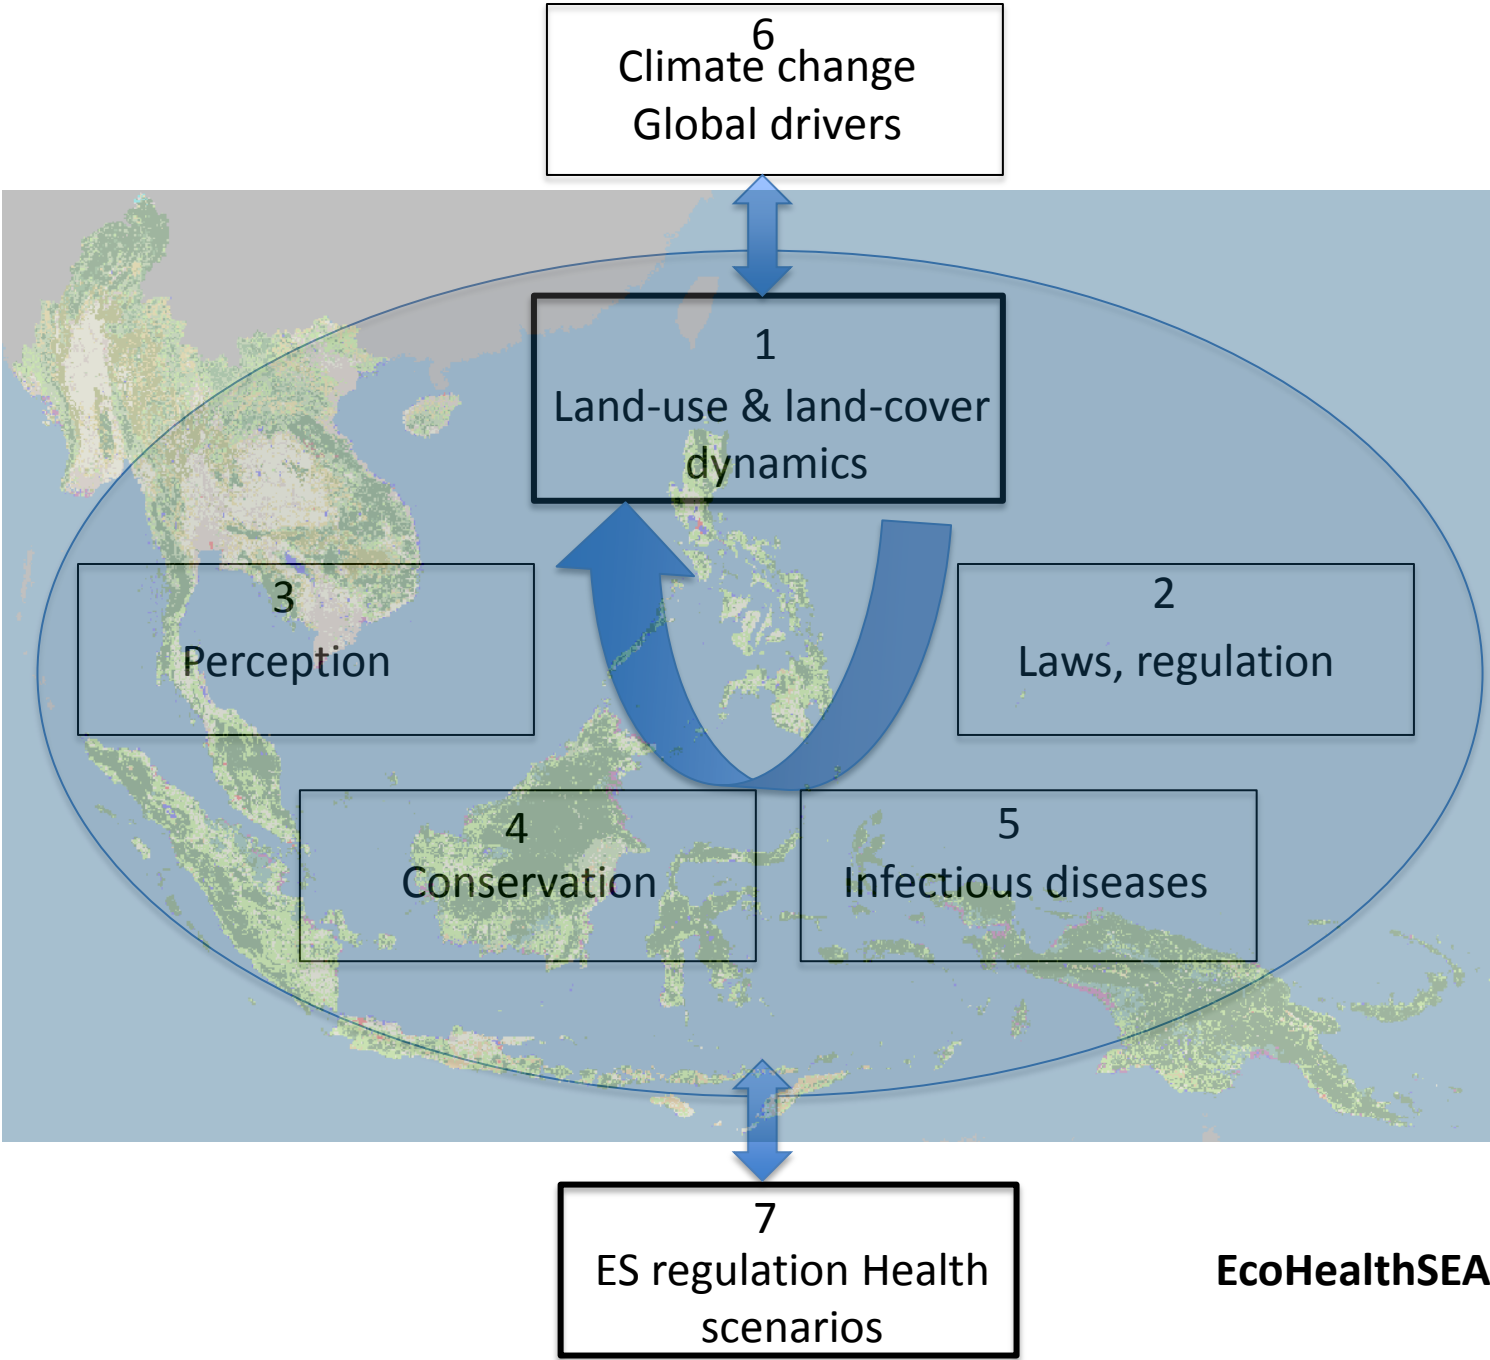 6
Climate change
Global drivers
1
Land-use & land-cover
dynamics
3
Perception
2
Laws, regulation
4
Conservation
5
Infectious diseases
7
ES regulation Health
scenarios
EcoHealthSEA